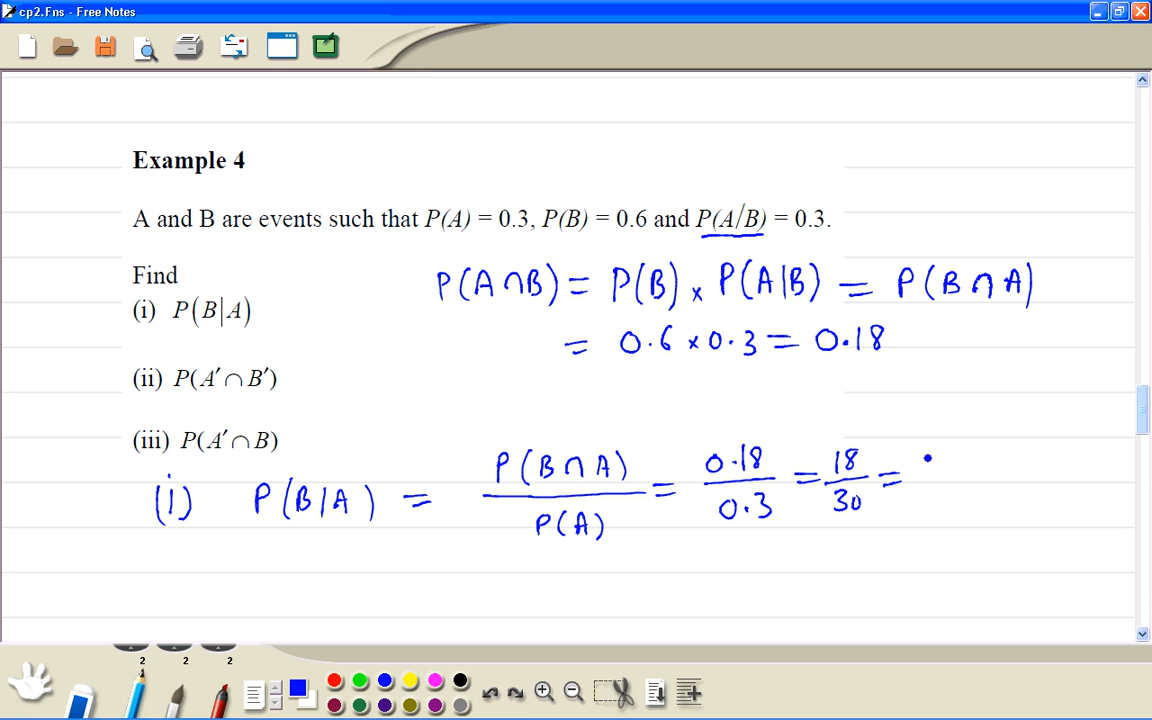 cp2.Fns - Free Notes
Example 4
A and B are events such that P(A) = 0.3, P(B) = 0.6 and P(A/B) = 0.3.
Find
P(A∩B) = P(B) × P(A|B) = P(B∩A)
(i) P(B|A)
= 0.6 × 0.3 = 0.18
(ii) P(A′∩B′)
(iii) P(A′∩B)
(i) P(B|A) = P(B∩A) / P(A) = 0.18 / 0.3 = 18 / 30 =
2 2 2